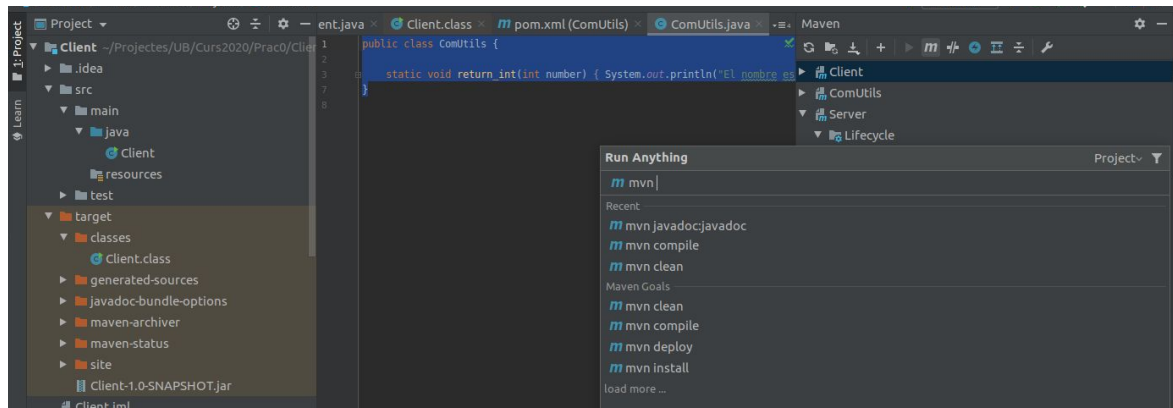 Project
ent.java
Client.class
pom.xml (ComUtils)
ComUtils.java
Maven
1: Project
Learn
Client ~/Projectes/UB/Curs2020/Prac0/Clie
.idea
src
main
java
Client
resources
test
target
classes
Client.class
generated-sources
javadoc-bundle-options
maven-archiver
maven-status
site
Client-1.0-SNAPSHOT.jar
Client.iml
1 public class ComUtils {
2
3 static void return_int(int number) { System.out.println("El nombre es
7 }
8
m
Client
ComUtils
Server
Lifecycle
Run Anything
Project
m mvn
Recent
m mvn javadoc:javadoc
m mvn compile
m mvn clean
Maven Goals
m mvn clean
m mvn compile
m mvn deploy
m mvn install
load more ...